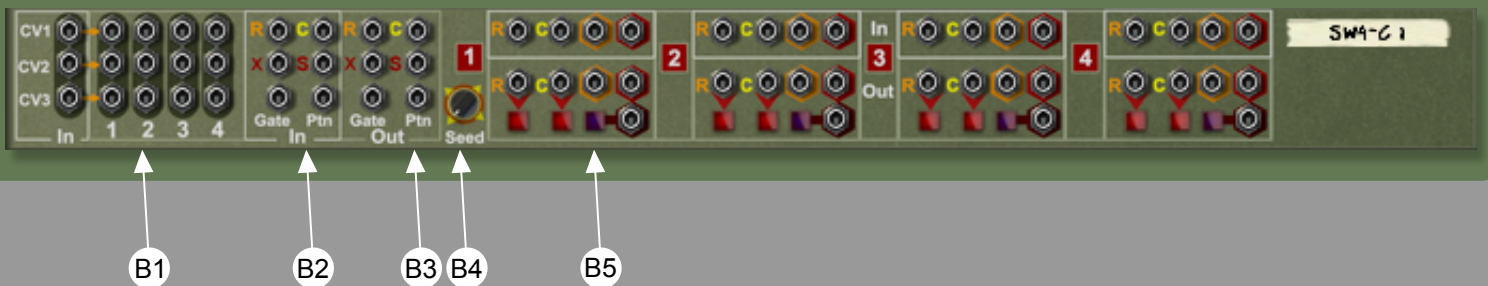 CV1 R C R C R C R C In R C R C SW4-C 1
CV2 X S X S 1 2 3 4
CV3 R C R C Out R C R C
In 1 2 3 4 Gate Ptn Gate Ptn
In Out Seed
B1 B2 B3 B4 B5